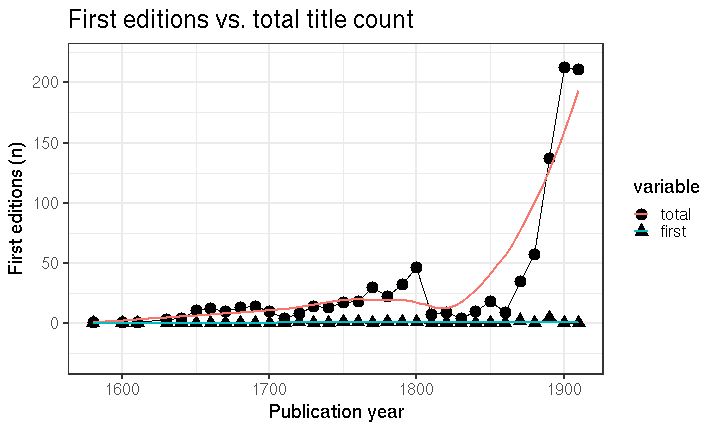 First editions vs. total title count
First editions (n)
200
150
100
50
0
1600
1700
1800
1900
Publication year
variable
total
first